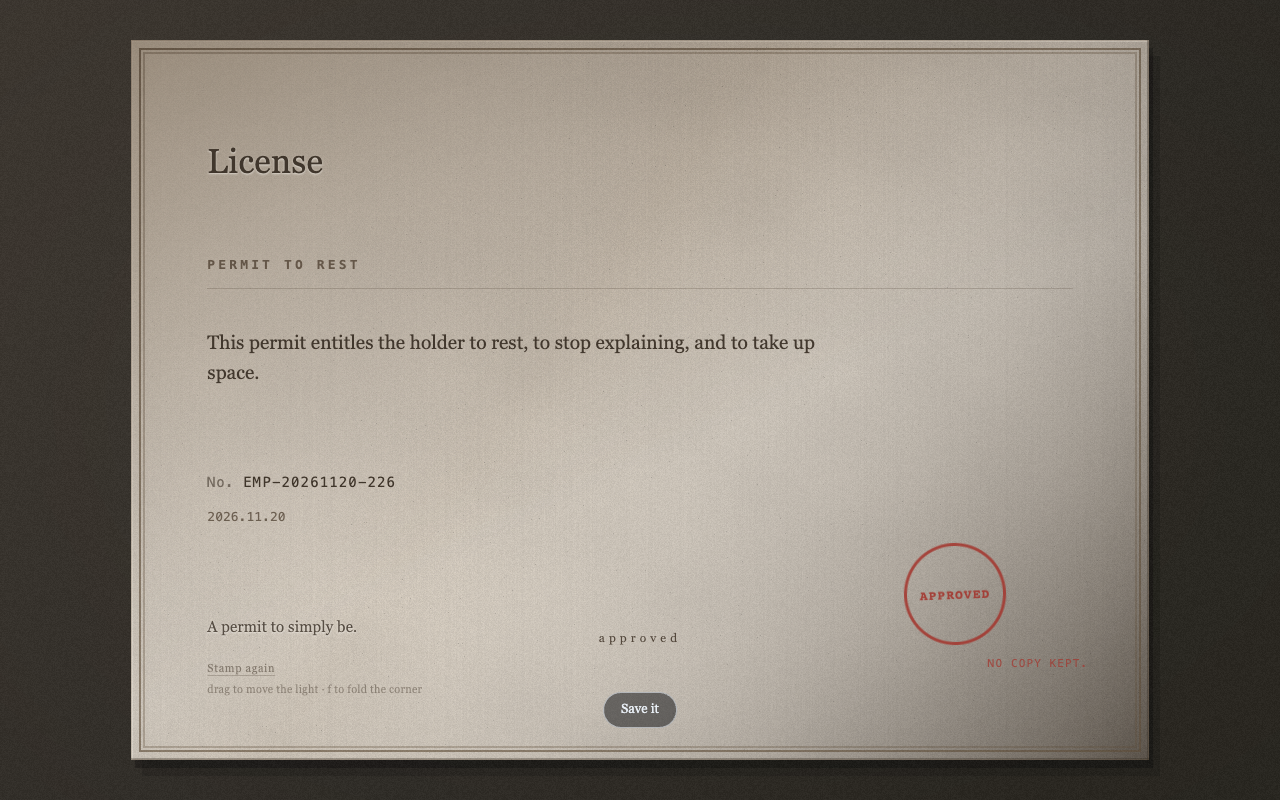 License
PERMIT TO REST
This permit entitles the holder to rest, to stop explaining, and to take up
space.
No. EMP-20261120-226
2026.11.20
APPROVED
A permit to simply be.
approved
NO COPY KEPT.
Stamp again
drag to move the light · f to fold the corner
Save it